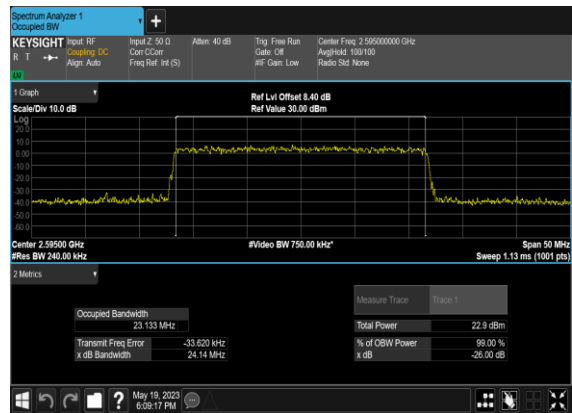 Spectrum Analyzer 1
Occupied BW
KEYSIGHT Input: RF Input Z: 50 Ω Atten: 40 dB Trig: Free Run Center Freq: 2.595000000 GHz
R T Coupling: DC Corr CCorr Gate: Off Avg|Hold: 100/100
Align: Auto Freq Ref: Int (S) #IF Gain: Low Radio Std: None
1 Graph
Ref Lvl Offset 8.40 dB
Scale/Div 10.0 dB Ref Value 30.00 dBm
Log
20.0
10.0
0.00
-10.0
-20.0
-30.0
-40.0
-50.0
-60.0
Center 2.59500 GHz #Video BW 750.00 kHz* Span 50 MHz
#Res BW 240.00 kHz Sweep 1.13 ms (1001 pts)
2 Metrics
Measure Trace Trace 1
Occupied Bandwidth
23.133 MHz Total Power 22.9 dBm
Transmit Freq Error -33.620 kHz % of OBW Power 99.00 %
x dB Bandwidth 24.14 MHz x dB -26.00 dB
? May 19, 2023
6:09:17 PM